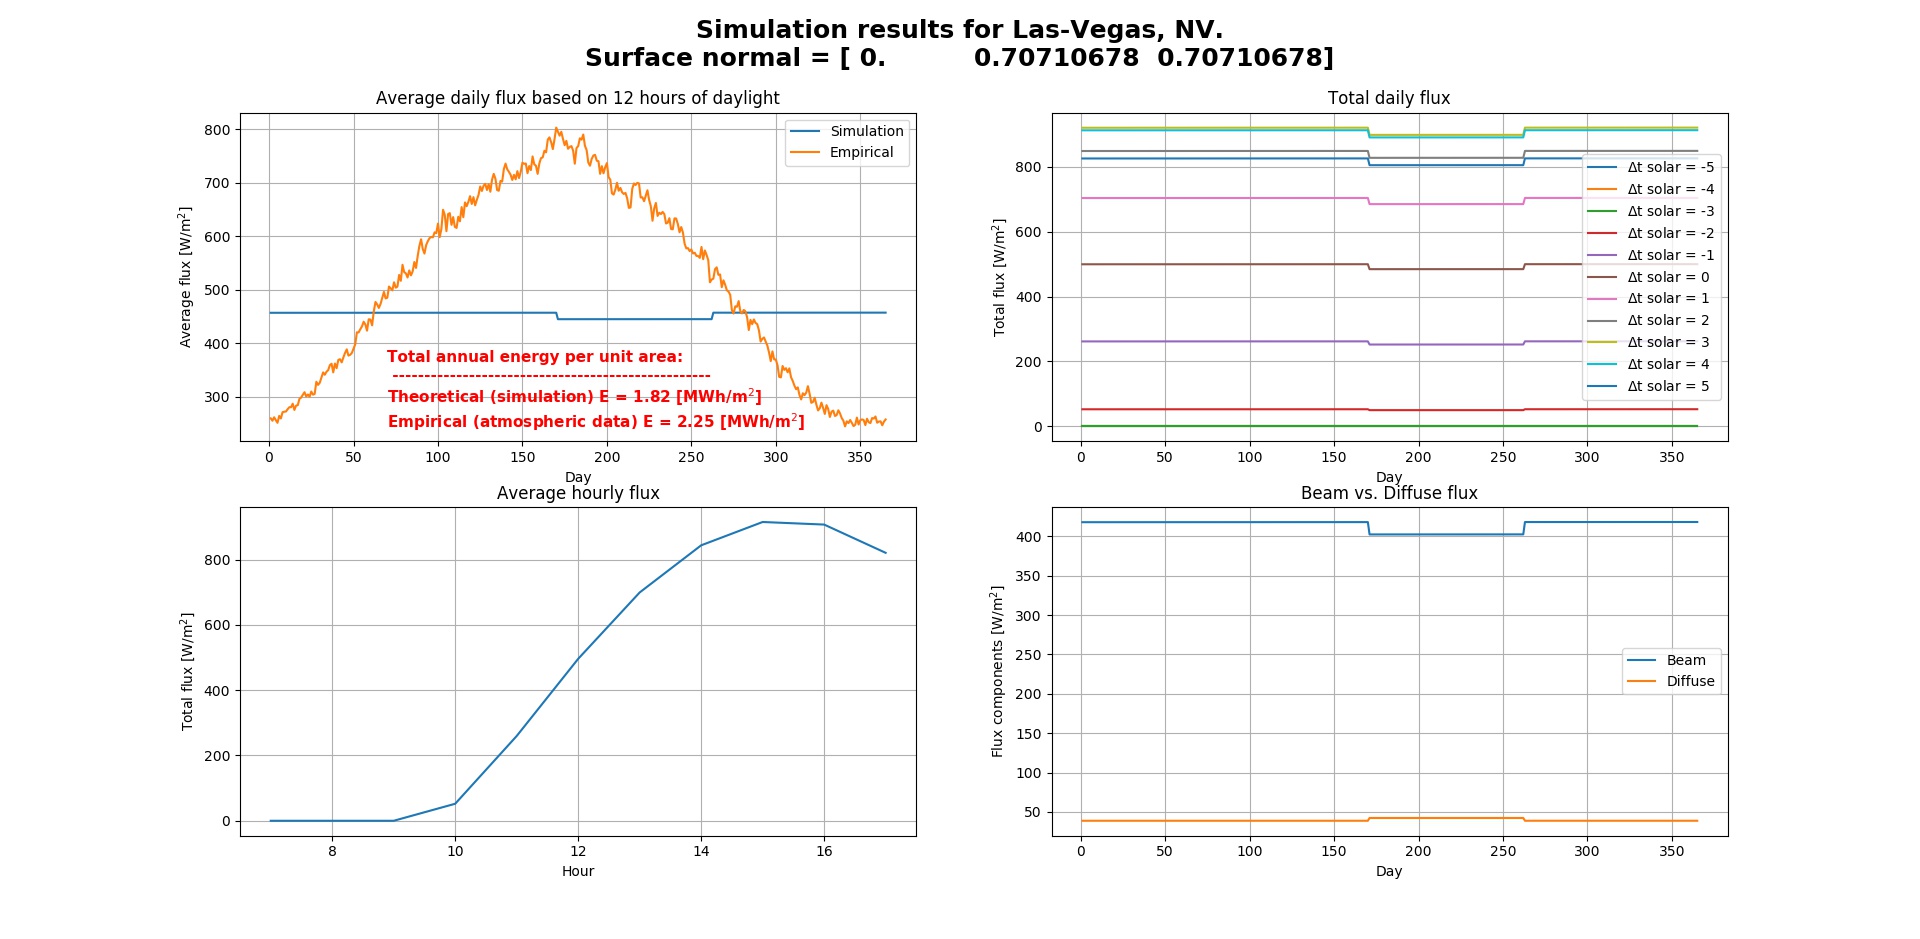 Simulation results for Las-Vegas, NV.
Surface normal = [ 0. 0.70710678 0.70710678]
Average daily flux based on 12 hours of daylight
Average flux [W/m²]
800
700
600
500
400
300
Simulation
Empirical
Total annual energy per unit area:
--------------------------------------------
Theoretical (simulation) E = 1.82 [MWh/m²]
Empirical (atmospheric data) E = 2.25 [MWh/m²]
0 50 100 150 200 250 300 350
Day
Total daily flux
Total flux [W/m²]
800
600
400
200
0
Δt solar = -5
Δt solar = -4
Δt solar = -3
Δt solar = -2
Δt solar = -1
Δt solar = 0
Δt solar = 1
Δt solar = 2
Δt solar = 3
Δt solar = 4
Δt solar = 5
0 50 100 150 200 250 300 350
Day
Average hourly flux
Total flux [W/m²]
800
600
400
200
0
8 10 12 14 16
Hour
Beam vs. Diffuse flux
Flux components [W/m²]
400
350
300
250
200
150
100
50
Beam
Diffuse
0 50 100 150 200 250 300 350
Day